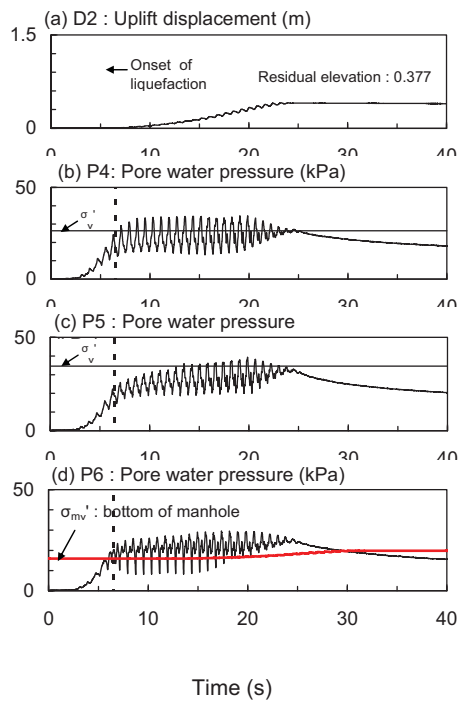 (a) D2 : Uplift displacement (m)
1.5
Onset of
liquefaction
Residual elevation : 0.377
0
0 10 20 30 40
(b) P4: Pore water pressure (kPa)
50
σv'
0
0 10 20 30 40
(c) P5 : Pore water pressure
50
σv'
0
0 10 20 30 40
(d) P6 : Pore water pressure (kPa)
50
σmv' : bottom of manhole
0
0 10 20 30 40
Time (s)